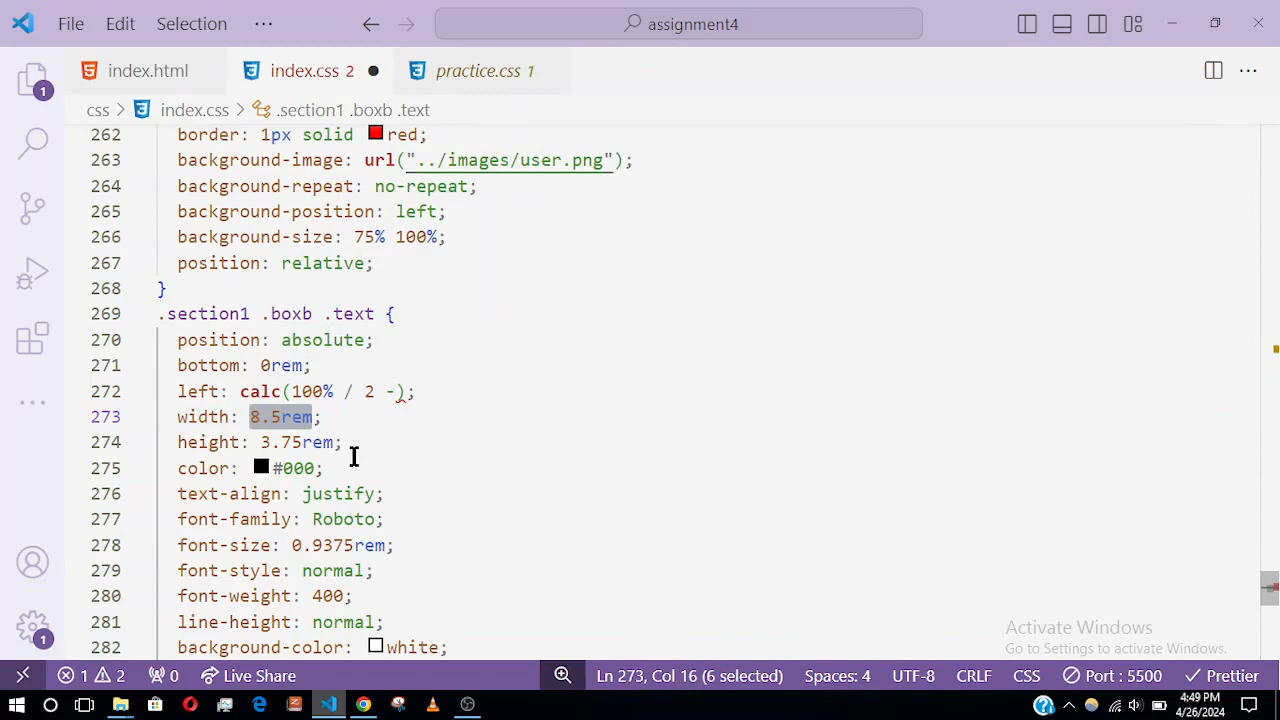 File Edit Selection ··· assignment4
index.html index.css 2 practice.css 1 ···
css > index.css > .section1 .boxb .text
262 border: 1px solid red;
263 background-image: url("../images/user.png");
264 background-repeat: no-repeat;
265 background-position: left;
266 background-size: 75% 100%;
267 position: relative;
268 }
269 .section1 .boxb .text {
270 position: absolute;
271 bottom: 0rem;
272 left: calc(100% / 2 -);
273 width: 8.5rem;
274 height: 3.75rem;
275 color: #000;
276 text-align: justify;
277 font-family: Roboto;
278 font-size: 0.9375rem;
279 font-style: normal;
280 font-weight: 400;
281 line-height: normal;
282 background-color: white;
1
1
Activate Windows
Go to Settings to activate Windows.
1 2 0 Live Share Ln 273, Col 16 (6 selected) Spaces: 4 UTF-8 CRLF CSS Port : 5500 Prettier
4:49 PM
4/26/2024